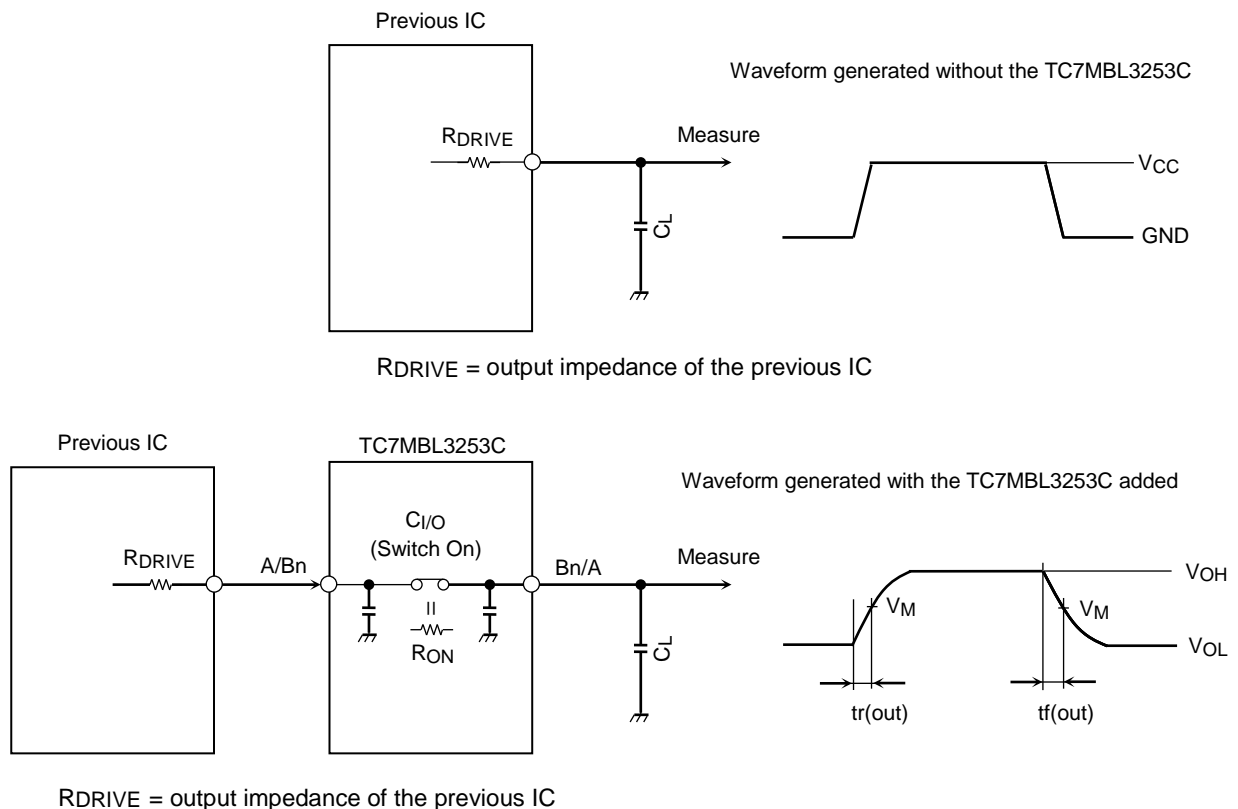 Previous IC
Waveform generated without the TC7MBL3253C
RDRIVE
Measure
VCC
CL
GND
RDRIVE = output impedance of the previous IC
Previous IC
TC7MBL3253C
Waveform generated with the TC7MBL3253C added
CI/O
(Switch On)
RDRIVE
A/Bn
Bn/A
Measure
VOH
VM
VM
RON
CL
VOL
tr(out)
tf(out)
RDRIVE = output impedance of the previous IC